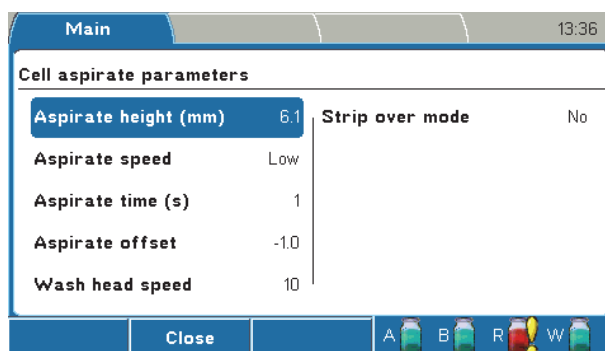 Main
13:36
Cell aspirate parameters
Aspirate height (mm) 6.1
Strip over mode No
Aspirate speed Low
Aspirate time (s) 1
Aspirate offset -1.0
Wash head speed 10
Close
A B R W